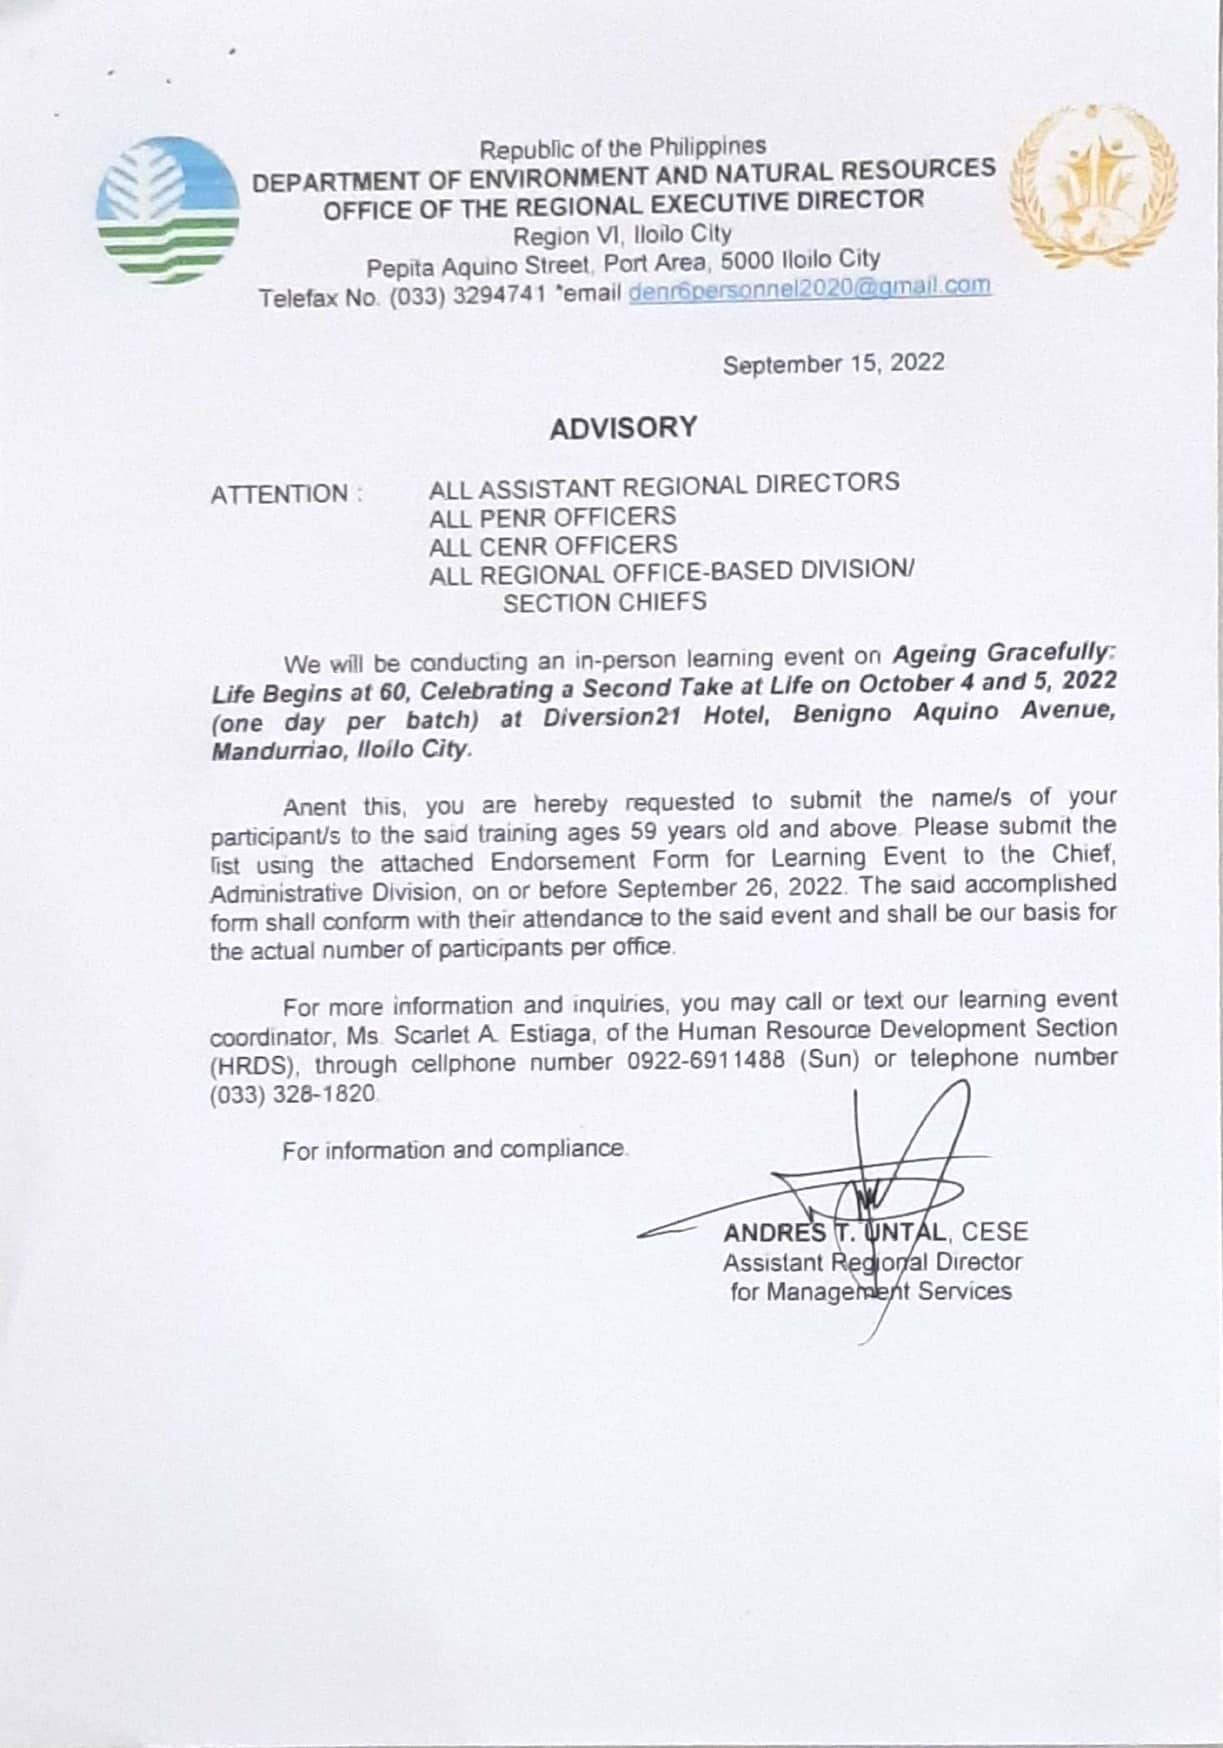 Republic of the Philippines
DEPARTMENT OF ENVIRONMENT AND NATURAL RESOURCES
OFFICE OF THE REGIONAL EXECUTIVE DIRECTOR
Region VI, Iloilo City
Pepita Aquino Street, Port Area, 5000 Iloilo City
Telefax No. (033) 3294741 *email denr6personnel2020@gmail.com
September 15, 2022
ADVISORY
ATTENTION : ALL ASSISTANT REGIONAL DIRECTORS
ALL PENR OFFICERS
ALL CENR OFFICERS
ALL REGIONAL OFFICE-BASED DIVISION/
SECTION CHIEFS
We will be conducting an in-person learning event on Ageing Gracefully:
Life Begins at 60, Celebrating a Second Take at Life on October 4 and 5, 2022
(one day per batch) at Diversion21 Hotel, Benigno Aquino Avenue,
Mandurriao, Iloilo City.
Anent this, you are hereby requested to submit the name/s of your
participant/s to the said training ages 59 years old and above. Please submit the
list using the attached Endorsement Form for Learning Event to the Chief,
Administrative Division, on or before September 26, 2022. The said accomplished
form shall conform with their attendance to the said event and shall be our basis for
the actual number of participants per office.
For more information and inquiries, you may call or text our learning event
coordinator, Ms. Scarlet A. Estiaga, of the Human Resource Development Section
(HRDS), through cellphone number 0922-6911488 (Sun) or telephone number
(033) 328-1820.
For information and compliance.
ANDRES T. UNTAL, CESE
Assistant Regional Director
for Management Services